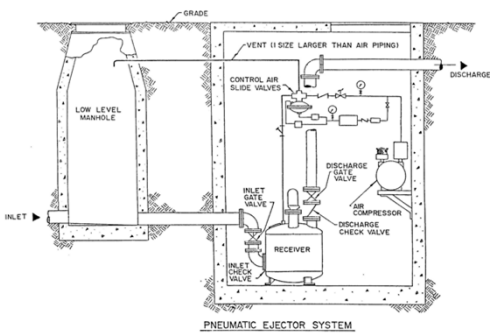 GRADE
VENT (1 SIZE LARGER THAN AIR PIPING)
DISCHARGE
CONTROL AIR
SLIDE VALVES
LOW LEVEL
MANHOLE
DISCHARGE
GATE
VALVE
INLET
GATE
VALVE
AIR
COMPRESSOR
INLET
DISCHARGE
CHECK VALVE
RECEIVER
INLET
CHECK
VALVE
PNEUMATIC EJECTOR SYSTEM